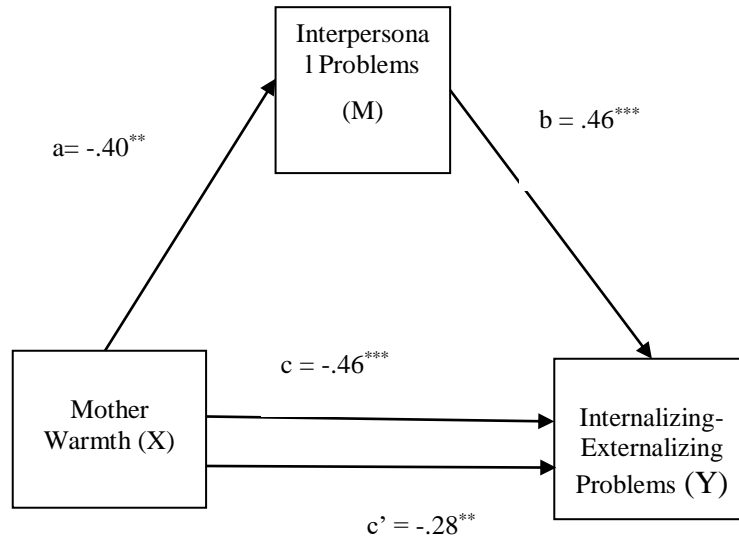 Interpersona
l Problems
(M)
a= -.40**
b = .46***
c = -.46***
Mother
Warmth (X)
Internalizing-
Externalizing
Problems (Y)
c’ = -.28**